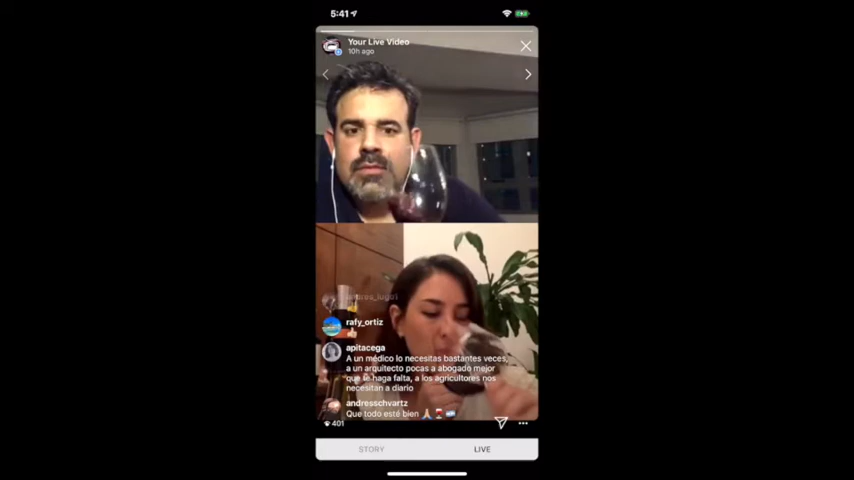 5:41
Your Live Video
10h ago
rafy_ortiz
apitacega
A un médico lo necesitas bastantes veces,
a un arquitecto pocas a abogado mejor
que te haga falta, a los agricultores nos
necesitan a diario
andresschvartz
Que todo esté bien 🙏🍷🇭🇳
401
STORY
LIVE